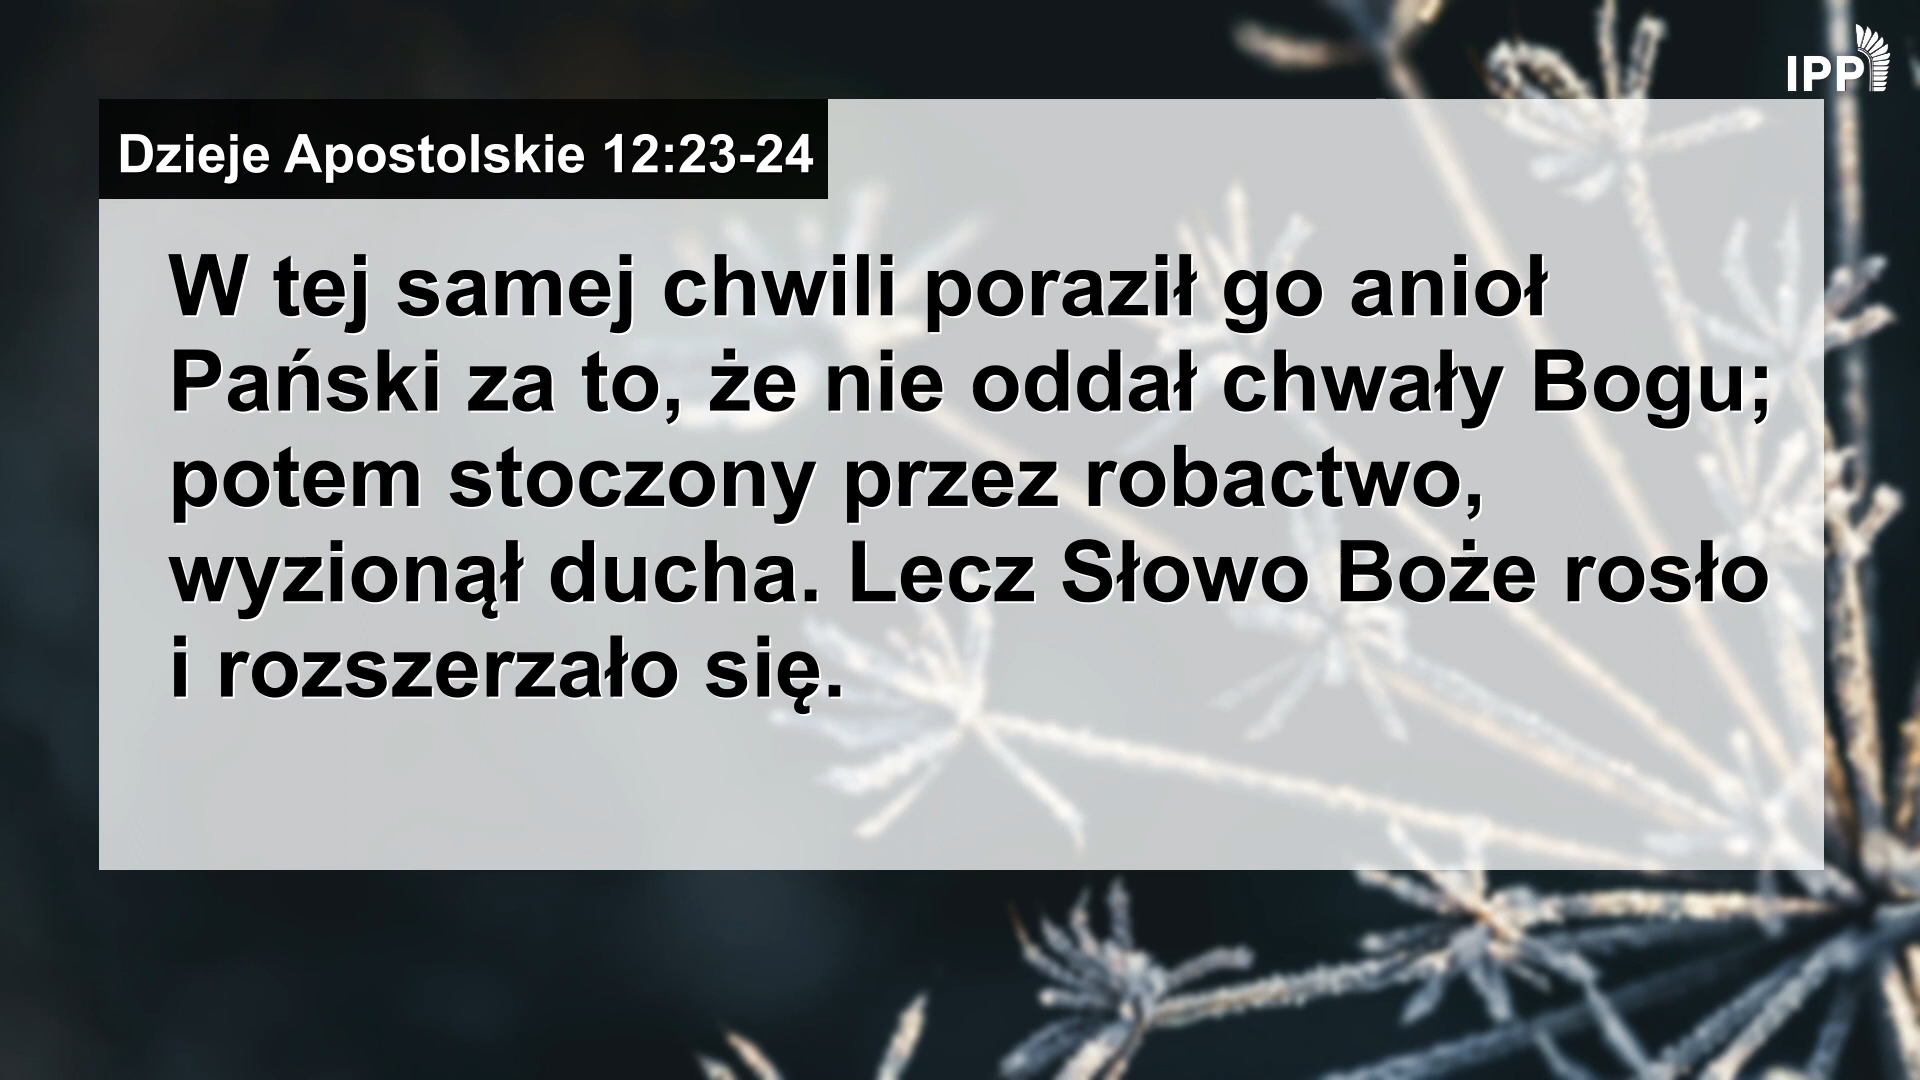 IPP
Dzieje Apostolskie 12:23-24
W tej samej chwili poraził go anioł
Pański za to, że nie oddał chwały Bogu;
potem stoczony przez robactwo,
wyzionął ducha. Lecz Słowo Boże rosło
i rozszerzało się.